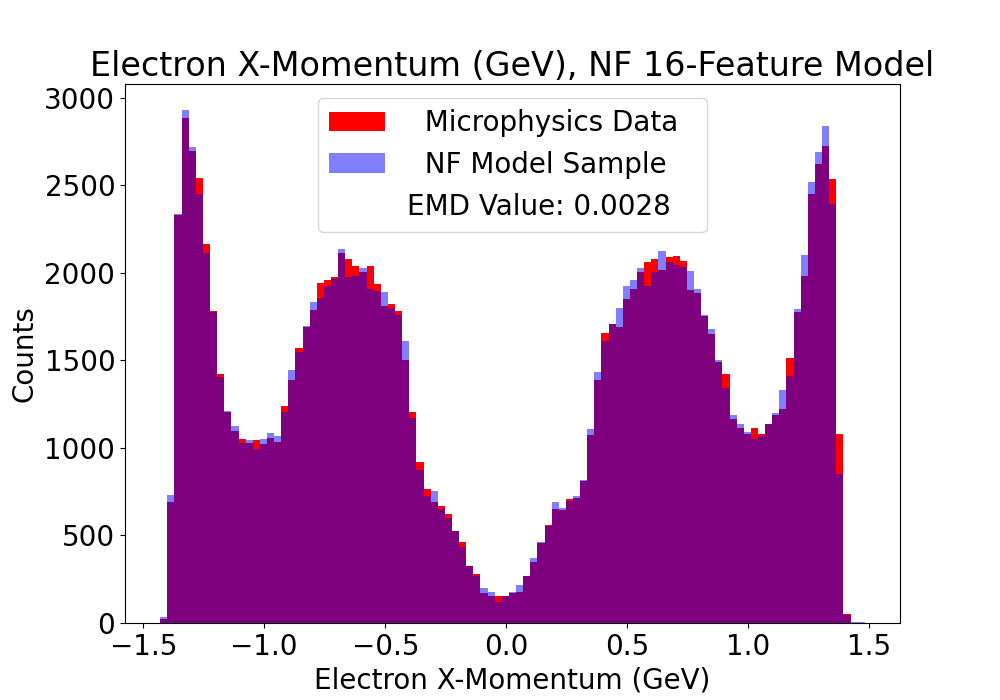 Electron X-Momentum (GeV), NF 16-Feature Model
Microphysics Data
NF Model Sample
EMD Value: 0.0028
Counts
3000
2500
2000
1500
1000
500
0
−1.5 −1.0 −0.5 0.0 0.5 1.0 1.5
Electron X-Momentum (GeV)